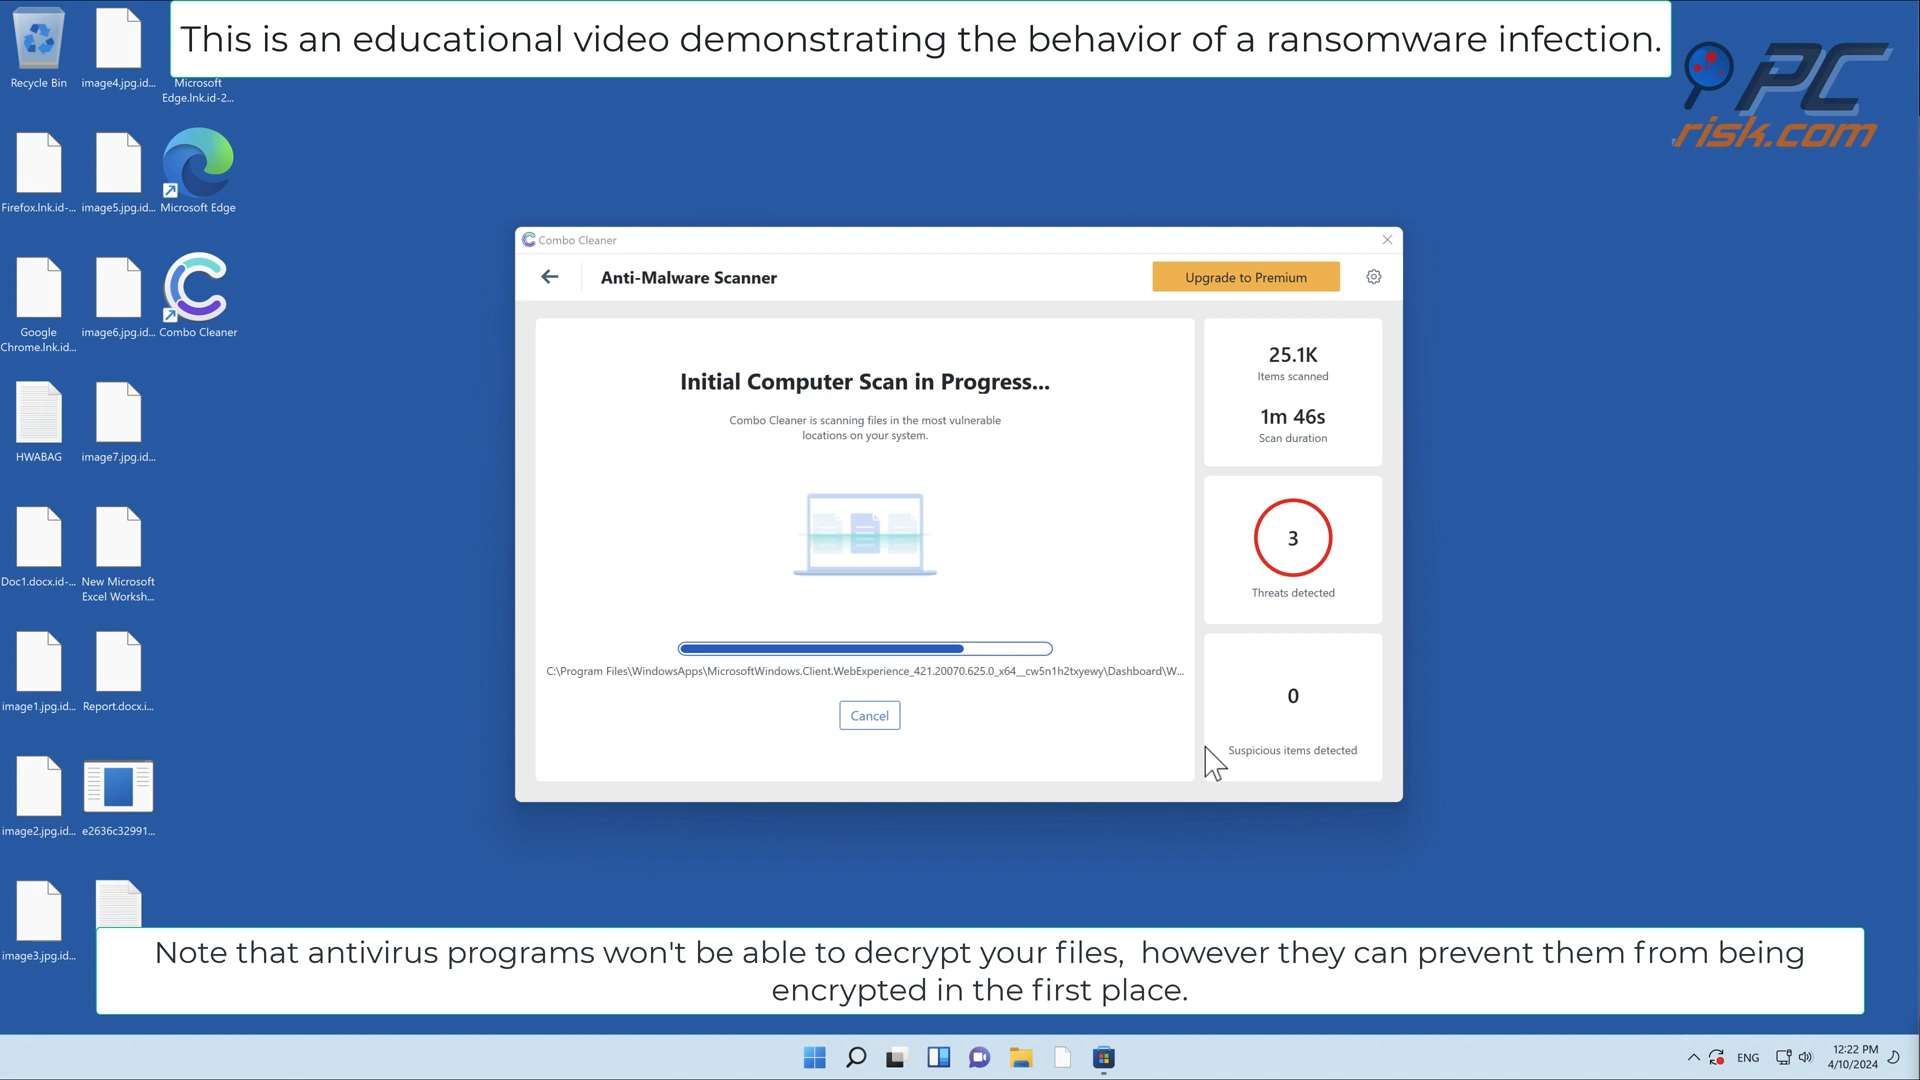 This is an educational video demonstrating the behavior of a ransomware infection.
PC
risk.com
Recycle Bin
image4.jpg.id...
Microsoft
Edge.lnk.id-2...
Firefox.lnk.id-...
image5.jpg.id...
Microsoft Edge
Google
Chrome.lnk.id...
image6.jpg.id...
Combo Cleaner
HWABAG
image7.jpg.id...
Doc1.docx.id-...
New Microsoft
Excel Worksh...
image1.jpg.id...
Report.docx.i...
image2.jpg.id...
e2636c32991...
image3.jpg.id...
Combo Cleaner
Anti-Malware Scanner
Upgrade to Premium
Initial Computer Scan in Progress...
Combo Cleaner is scanning files in the most vulnerable
locations on your system.
C:\Program Files\WindowsApps\MicrosoftWindows.Client.WebExperience_421.20070.625.0_x64__cw5n1h2txyewy\Dashboard\W...
Cancel
25.1K
Items scanned
1m 46s
Scan duration
3
Threats detected
0
Suspicious items detected
Note that antivirus programs won't be able to decrypt your files, however they can prevent them from being
encrypted in the first place.
ENG
12:22 PM
4/10/2024